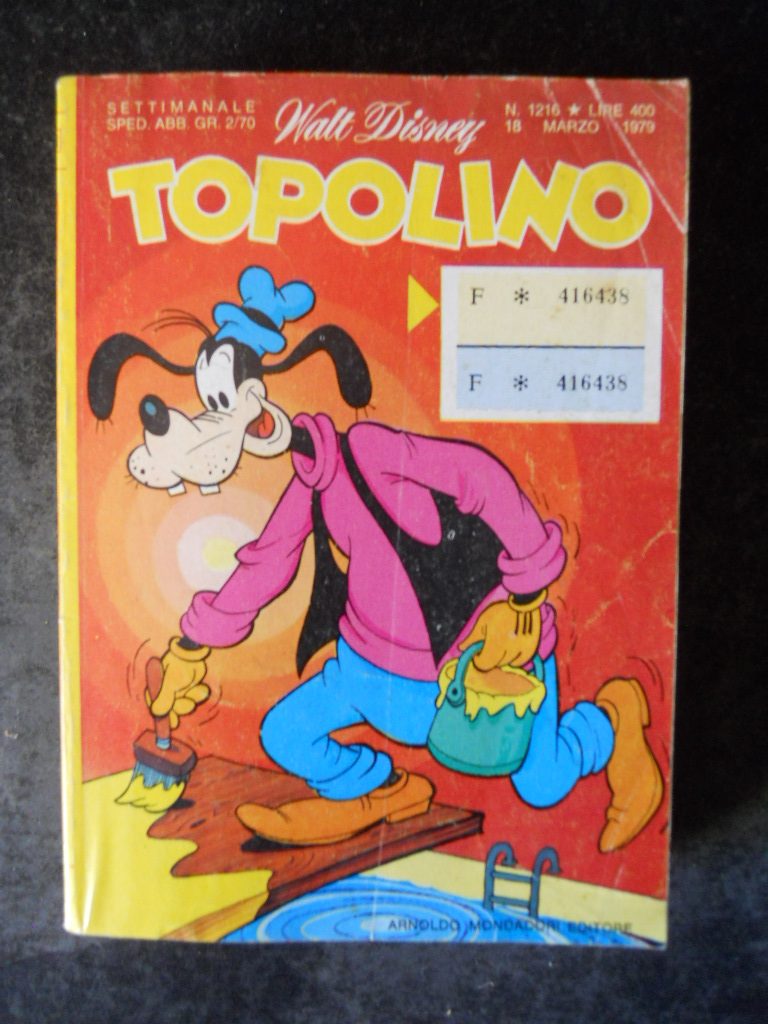 SETTIMANALE
SPED. ABB. GR. 2/70
Walt Disney
N. 1216 ★ LIRE 400
18 MARZO 1979
TOPOLINO
F * 416438
F * 416438
ARNOLDO MONDADORI EDITORE